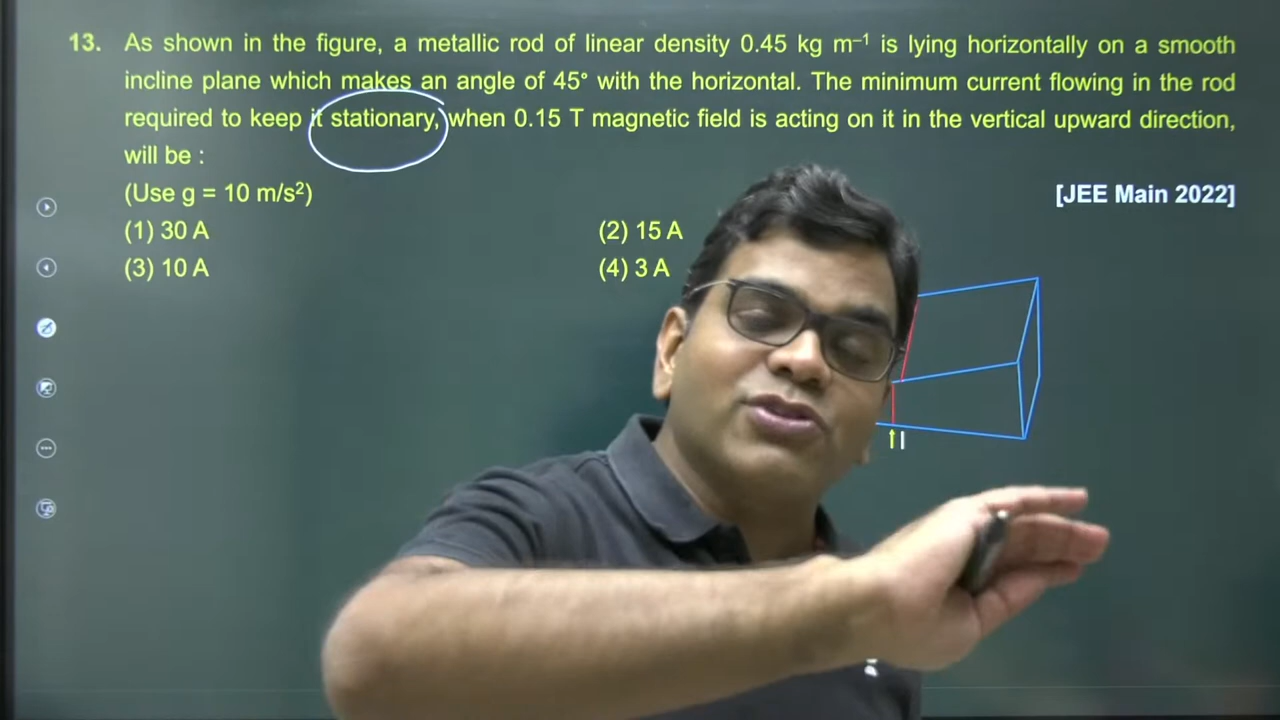 13. As shown in the figure, a metallic rod of linear density 0.45 kg m⁻¹ is lying horizontally on a smooth
incline plane which makes an angle of 45° with the horizontal. The minimum current flowing in the rod
required to keep it stationary, when 0.15 T magnetic field is acting on it in the vertical upward direction,
will be :
(Use g = 10 m/s²) [JEE Main 2022]
(1) 30 A (2) 15 A
(3) 10 A (4) 3 A
↑I